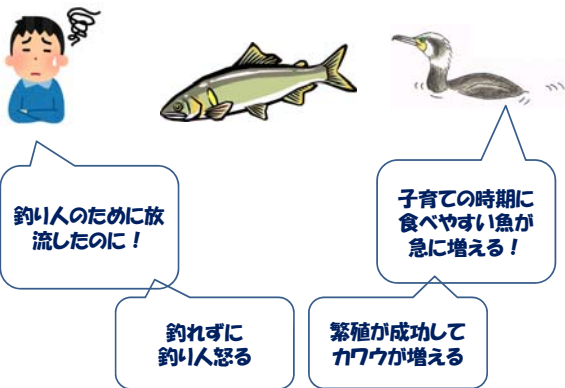 釣り人のために放
流したのに！
子育ての時期に
食べやすい魚が
急に増える！
釣れずに
釣り人怒る
繁殖が成功して
カワウが増える